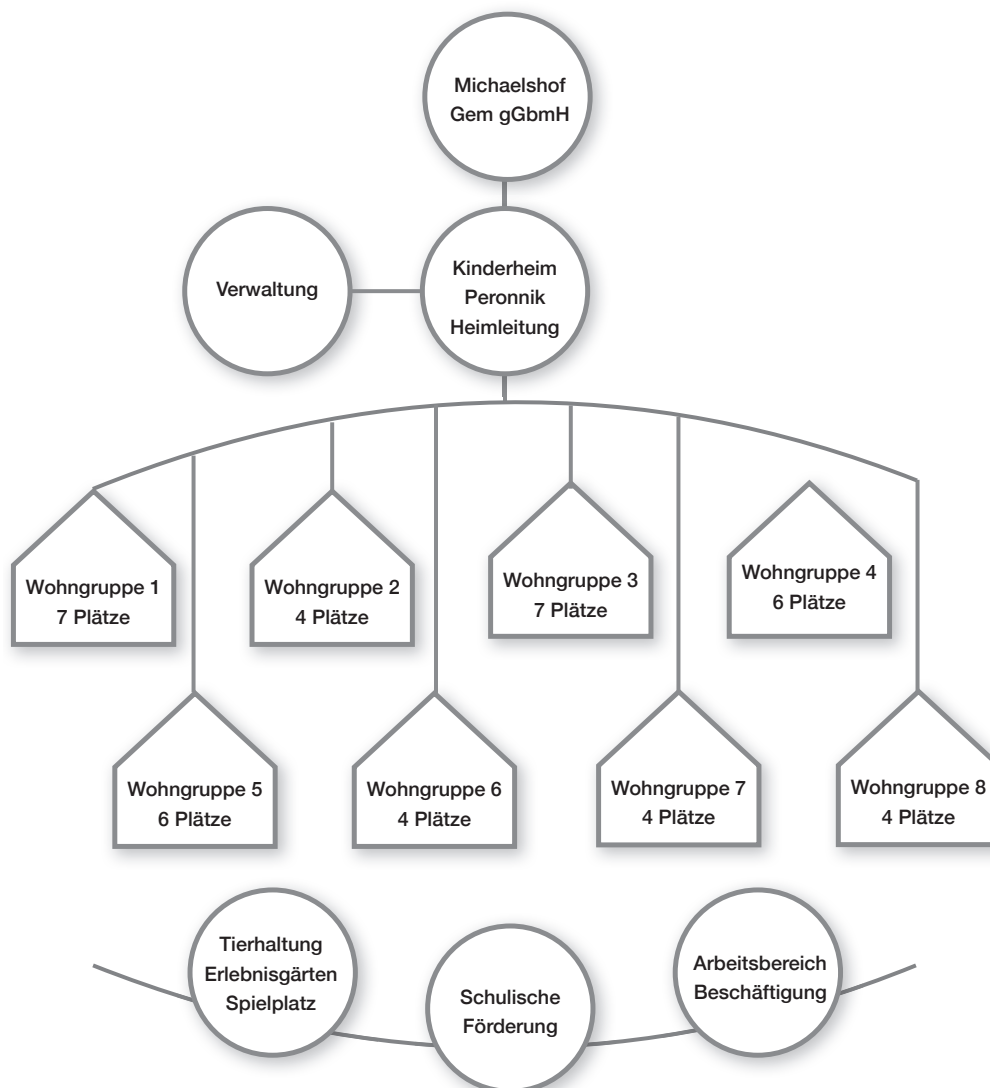 Michaelshof
Gem gGbmH
Verwaltung
Kinderheim
Peronnik
Heimleitung
Wohngruppe 1
7 Plätze
Wohngruppe 2
4 Plätze
Wohngruppe 3
7 Plätze
Wohngruppe 4
6 Plätze
Wohngruppe 5
6 Plätze
Wohngruppe 6
4 Plätze
Wohngruppe 7
4 Plätze
Wohngruppe 8
4 Plätze
Tierhaltung
Erlebnisgärten
Spielplatz
Schulische
Förderung
Arbeitsbereich
Beschäftigung